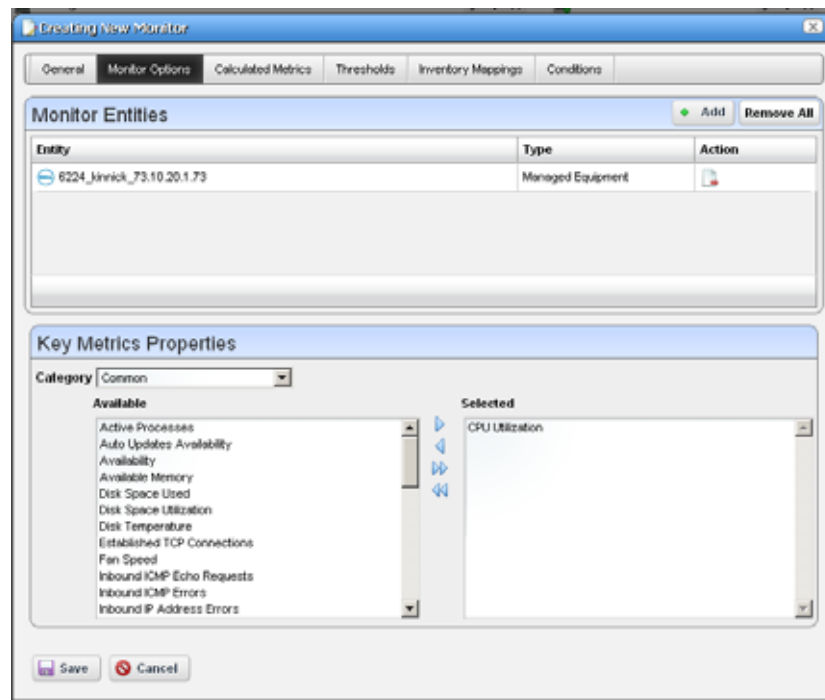 Creating New Monitor
General Monitor Options Calculated Metrics Thresholds Inventory Mappings Conditions
Monitor Entities Add Remove All
Entity Type Action
6224_kinnick_73.10.20.1.73 Managed Equipment
Key Metrics Properties
Category Common
Available Selected
Active Processes CPU Utilization
Auto Updates Availability
Availability
Available Memory
Disk Space Used
Disk Space Utilization
Disk Temperature
Established TCP Connections
Fan Speed
Inbound ICMP Echo Requests
Inbound ICMP Errors
Inbound IP Address Errors
Save Cancel